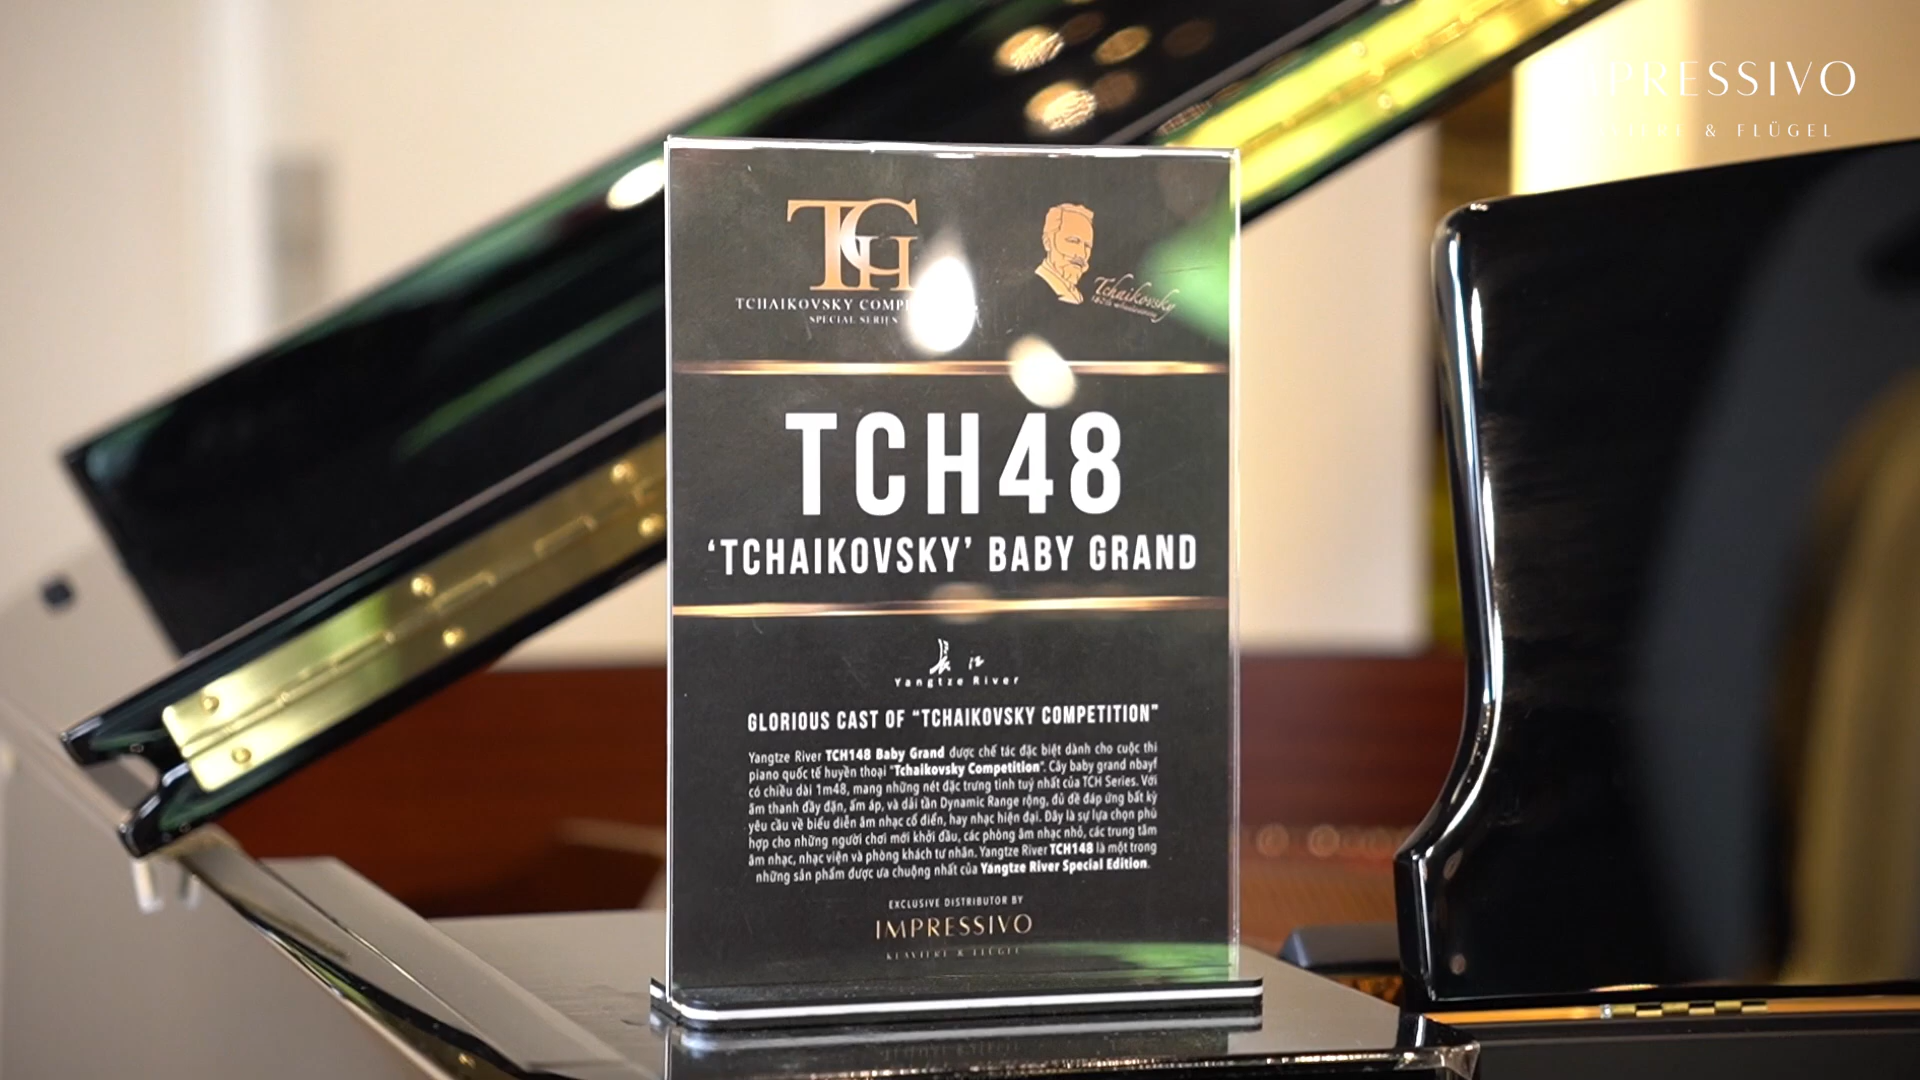 IMPRESSIVO
& FLÜGEL
TCH
TCHAIKOVSKY
SPECIAL SERIES
Tchaikovsky
TCH48
‘TCHAIKOVSKY’ BABY GRAND
Yangtze River
GLORIOUS CAST OF “TCHAIKOVSKY COMPETITION”
Yangtze River TCH148 Baby Grand được chế tác đặc biệt dành cho cuộc thi
piano quốc tế huyền thoại "Tchaikovsky Competition". Cây baby grand nbayf
có chiều dài 1m48, mang những nét đặc trưng tinh tuý nhất của TCH Series. Với
âm thanh đầy đặn, ấm áp, và dải tần Dynamic Range rộng, đủ để đáp ứng bất kỳ
yêu cầu về biểu diễn âm nhạc cổ điển, hay nhạc hiện đại. Đây là sự lựa chọn phù
hợp cho những người chơi mới khởi đầu, các phòng âm nhạc nhỏ, các trung tâm
âm nhạc, nhạc viện và phòng khách tư nhân. Yangtze River TCH148 là một trong
những sản phẩm được ưa chuộng nhất của Yangtze River Special Edition.
EXCLUSIVE DISTRIBUTOR BY
IMPRESSIVO
KLAVIERE & FLÜGEL